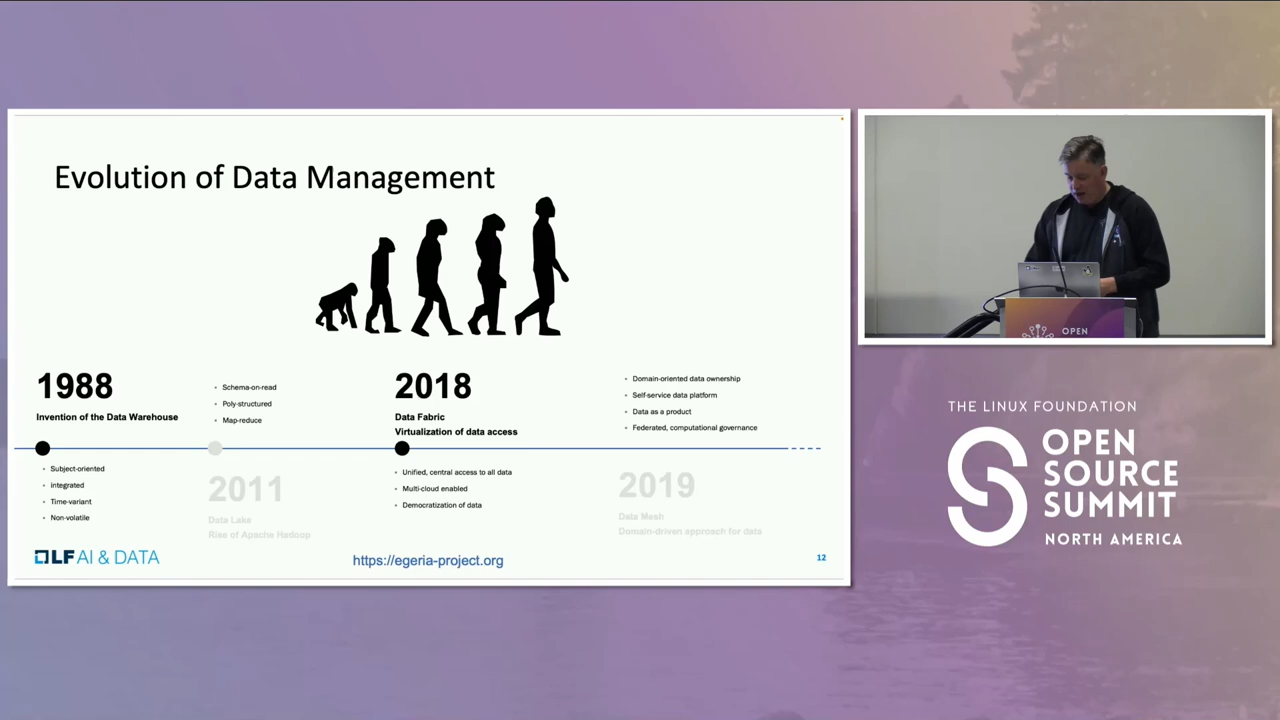 Evolution of Data Management
1988
Invention of the Data Warehouse
Subject-oriented
integrated
Time-variant
Non-volatile
Schema-on-read
Poly-structured
Map-reduce
2011
Data Lake
Rise of Apache Hadoop
2018
Data Fabric
Virtualization of data access
Unified, central access to all data
Multi-cloud enabled
Democratization of data
Domain-oriented data ownership
Self-service data platform
Data as a product
Federated, computational governance
2019
Data Mesh
Domain-driven approach for data
LF AI & DATA
https://egeria-project.org
12
OPEN
THE LINUX FOUNDATION
OPEN
SOURCE
SUMMIT
NORTH AMERICA